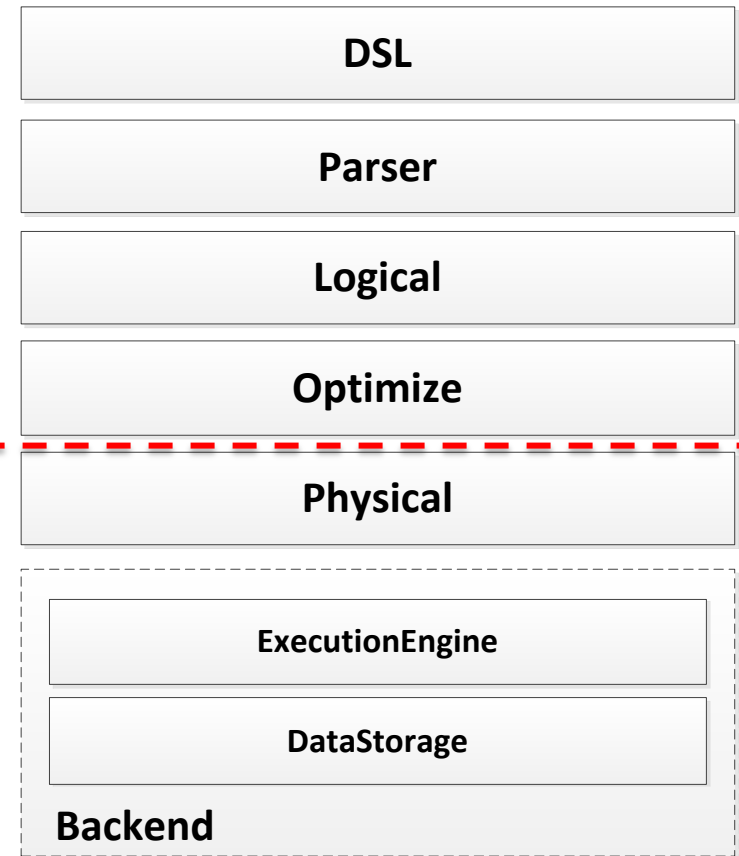 DSL
Parser
Logical
Optimize
Physical
ExecutionEngine
DataStorage
Backend